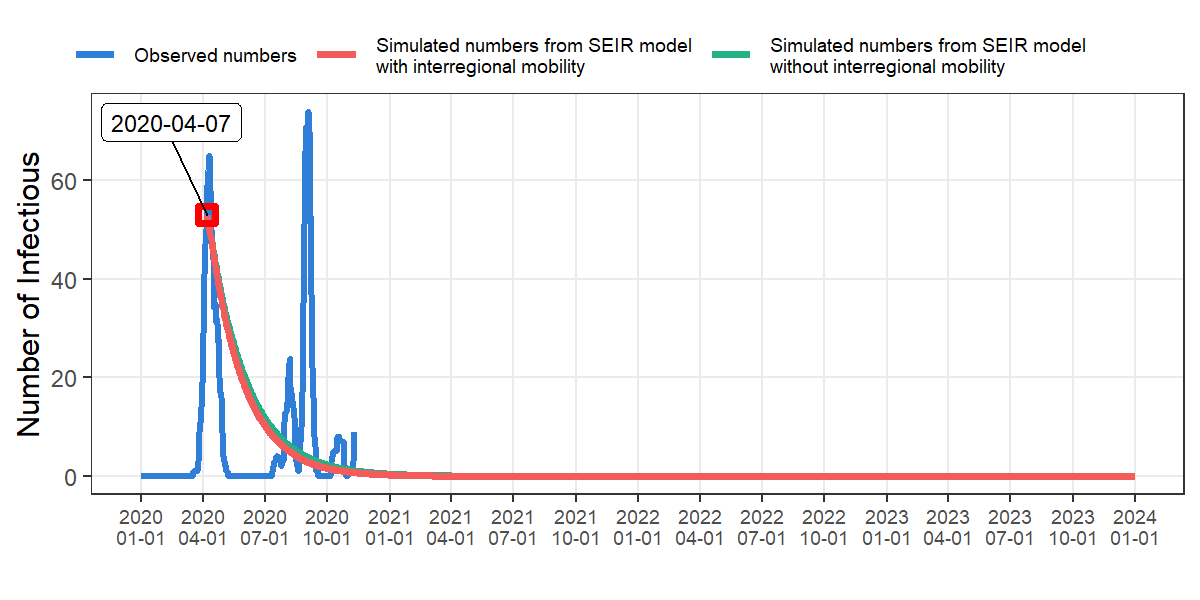 Observed numbers
Simulated numbers from SEIR model
with interregional mobility
Simulated numbers from SEIR model
without interregional mobility
2020-04-07
Number of Infectious
60
40
20
0
2020 2020 2020 2020 2021 2021 2021 2021 2022 2022 2022 2022 2023 2023 2023 2023 2024
01-01 04-01 07-01 10-01 01-01 04-01 07-01 10-01 01-01 04-01 07-01 10-01 01-01 04-01 07-01 10-01 01-01